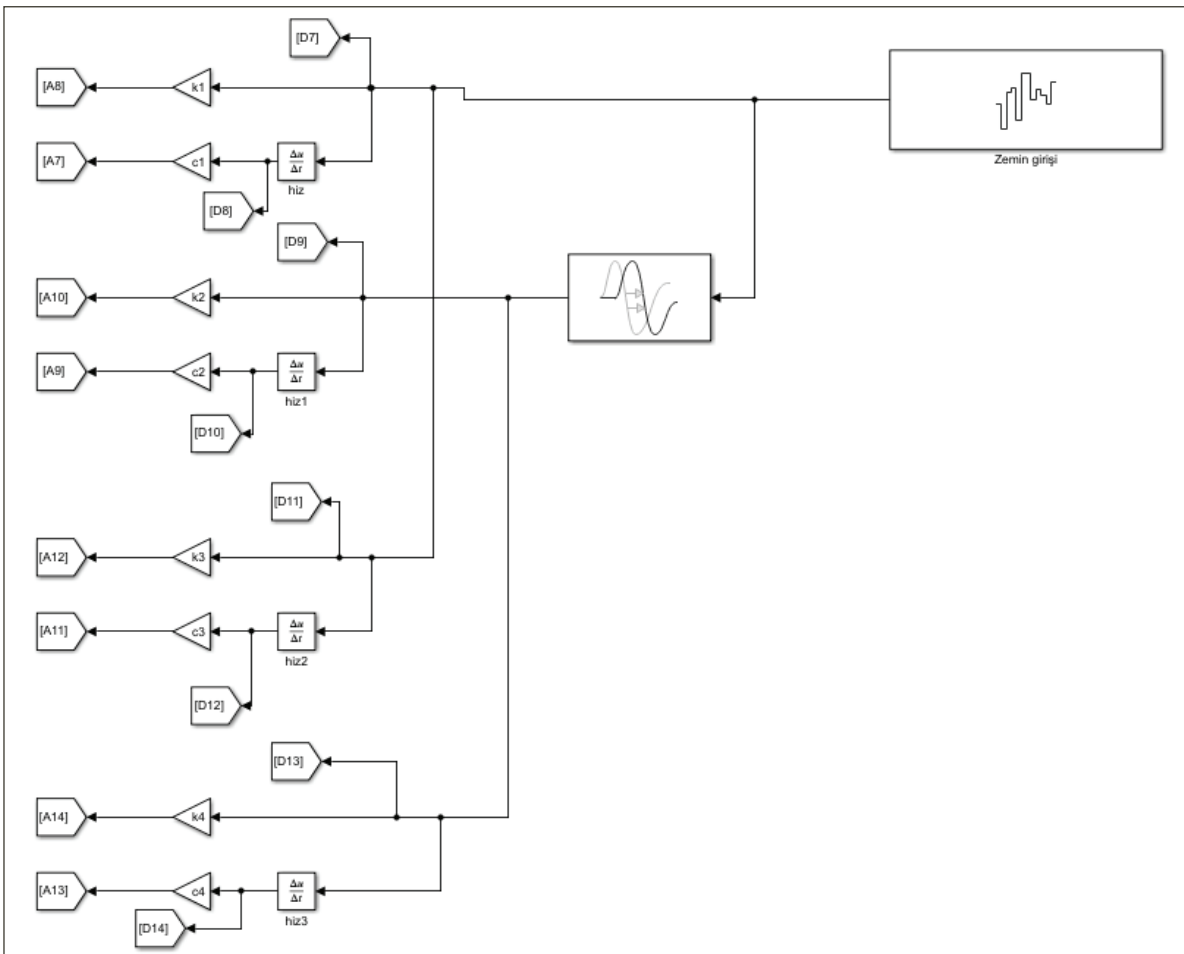 [D7]
[A8]
k1
[A7]
c1
Δu
Δt
hiz
Zemin girişi
[D8]
[D9]
[A10]
k2
[A9]
c2
Δu
Δt
hiz1
[D10]
[D11]
[A12]
k3
[A11]
c3
Δu
Δt
hiz2
[D12]
[D13]
[A14]
k4
[A13]
c4
Δu
Δt
hiz3
[D14]